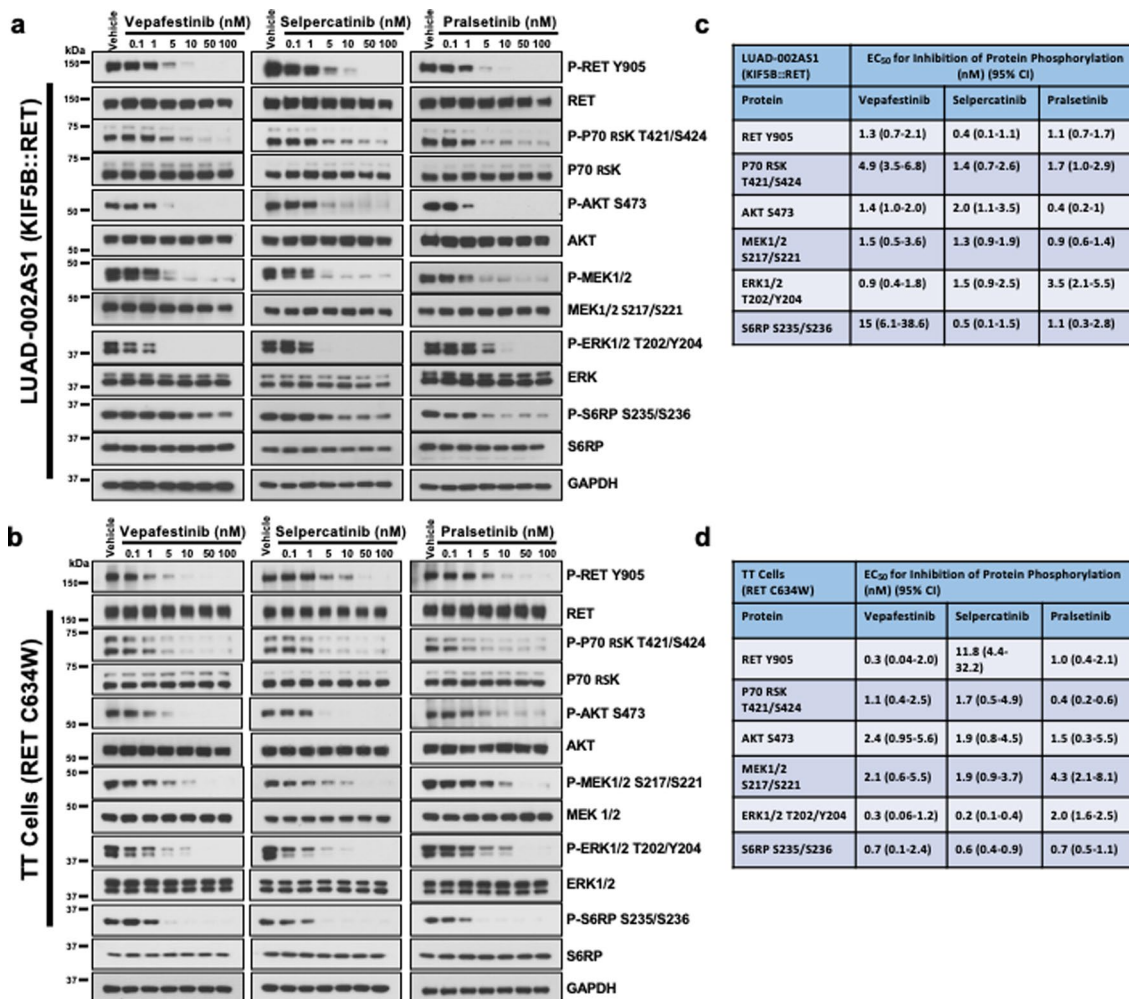 a
Vepafestinib (nM) Selpercatinib (nM) Pralsetinib (nM)
kDa Vehicle 0.1 1 5 10 50 100 Vehicle 0.1 1 5 10 50 100 Vehicle 0.1 1 5 10 50 100
LUAD-002AS1 (KIF5B::RET)
150 P-RET Y905
150 RET
75 P-P70 RSK T421/S424
75 P70 RSK
50 P-AKT S473
AKT
50 P-MEK1/2
50 MEK1/2 S217/S221
37 P-ERK1/2 T202/Y204
37 ERK
37 P-S6RP S235/S236
37 S6RP
37 GAPDH
b
Vepafestinib (nM) Selpercatinib (nM) Pralsetinib (nM)
kDa Vehicle 0.1 1 5 10 50 100 Vehicle 0.1 1 5 10 50 100 Vehicle 0.1 1 5 10 50 100
TT Cells (RET C634W)
150 P-RET Y905
150 RET
75 P-P70 RSK T421/S424
75 P70 RSK
50 P-AKT S473
AKT
50 P-MEK1/2 S217/S221
50 MEK 1/2
37 P-ERK1/2 T202/Y204
37 ERK1/2
37 P-S6RP S235/S236
37 S6RP
37 GAPDH
c
LUAD-002AS1 EC50 for Inhibition of Protein Phosphorylation
(KIF5B::RET) (nM) (95% CI)
Protein Vepafestinib Selpercatinib Pralsetinib
RET Y905 1.3 (0.7-2.1) 0.4 (0.1-1.1) 1.1 (0.7-1.7)
P70 RSK 4.9 (3.5-6.8) 1.4 (0.7-2.6) 1.7 (1.0-2.9)
T421/S424
AKT S473 1.4 (1.0-2.0) 2.0 (1.1-3.5) 0.4 (0.2-1)
MEK1/2 1.5 (0.5-3.6) 1.3 (0.9-1.9) 0.9 (0.6-1.4)
S217/S221
ERK1/2 0.9 (0.4-1.8) 1.5 (0.9-2.5) 3.5 (2.1-5.5)
T202/Y204
S6RP S235/S236 15 (6.1-38.6) 0.5 (0.1-1.5) 1.1 (0.3-2.8)
d
TT Cells EC50 for Inhibition of Protein Phosphorylation
(RET C634W) (nM) (95% CI)
Protein Vepafestinib Selpercatinib Pralsetinib
RET Y905 0.3 (0.04-2.0) 11.8 (4.4- 1.0 (0.4-2.1)
32.2)
P70 RSK 1.1 (0.4-2.5) 1.7 (0.5-4.9) 0.4 (0.2-0.6)
T421/S424
AKT S473 2.4 (0.95-5.6) 1.9 (0.8-4.5) 1.5 (0.3-5.5)
MEK1/2 2.1 (0.6-5.5) 1.9 (0.9-3.7) 4.3 (2.1-8.1)
S217/S221
ERK1/2 T202/Y204 0.3 (0.06-1.2) 0.2 (0.1-0.4) 2.0 (1.6-2.5)
S6RP S235/S236 0.7 (0.1-2.4) 0.6 (0.4-0.9) 0.7 (0.5-1.1)